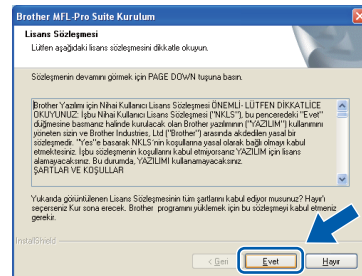 Brother MFL-Pro Suite Kurulum
Lisans Sözleşmesi
Lütfen aşağıdaki lisans sözleşmesini dikkatle okuyun.
Sözleşmenin devamını görmek için PAGE DOWN tuşuna basın.
Brother Yazılımı için Nihai Kullanıcı Lisans Sözleşmesi ÖNEMLİ- LÜTFEN DİKKATLİCE
OKUYUNUZ: İşbu Nihai Kullanıcı Lisans Sözleşmesi ("NKLS"), bu penceredeki "Evet"
düğmesine basmanız halinde kurulacak olan Brother yazılımının ("YAZILIM") kullanımını
yöneten sizin ve Brother Industries, Ltd ("Brother") arasında akdedilen yasal bir
sözleşmedir. "Yes"e basarak NKLS'nin koşullarına yasal olarak bağlı olmayı kabul
etmektesiniz. İşbu sözleşmenin koşullarını kabul etmiyorsanız YAZILIM için lisans
alamayacaksınız. Bu durumda, YAZILIMI kullanamayacaksınız.
ŞARTLAR VE KOŞULLAR
Yukarıda görüntülenen Lisans Sözleşmesinin tüm şartlarını kabul ediyor musunuz? Hayır'ı
seçerseniz Kur sona erecek. Brother programını yüklemek için bu sözleşmeyi kabul etmeniz
gerekir.
InstallShield
< Geri Evet Hayır